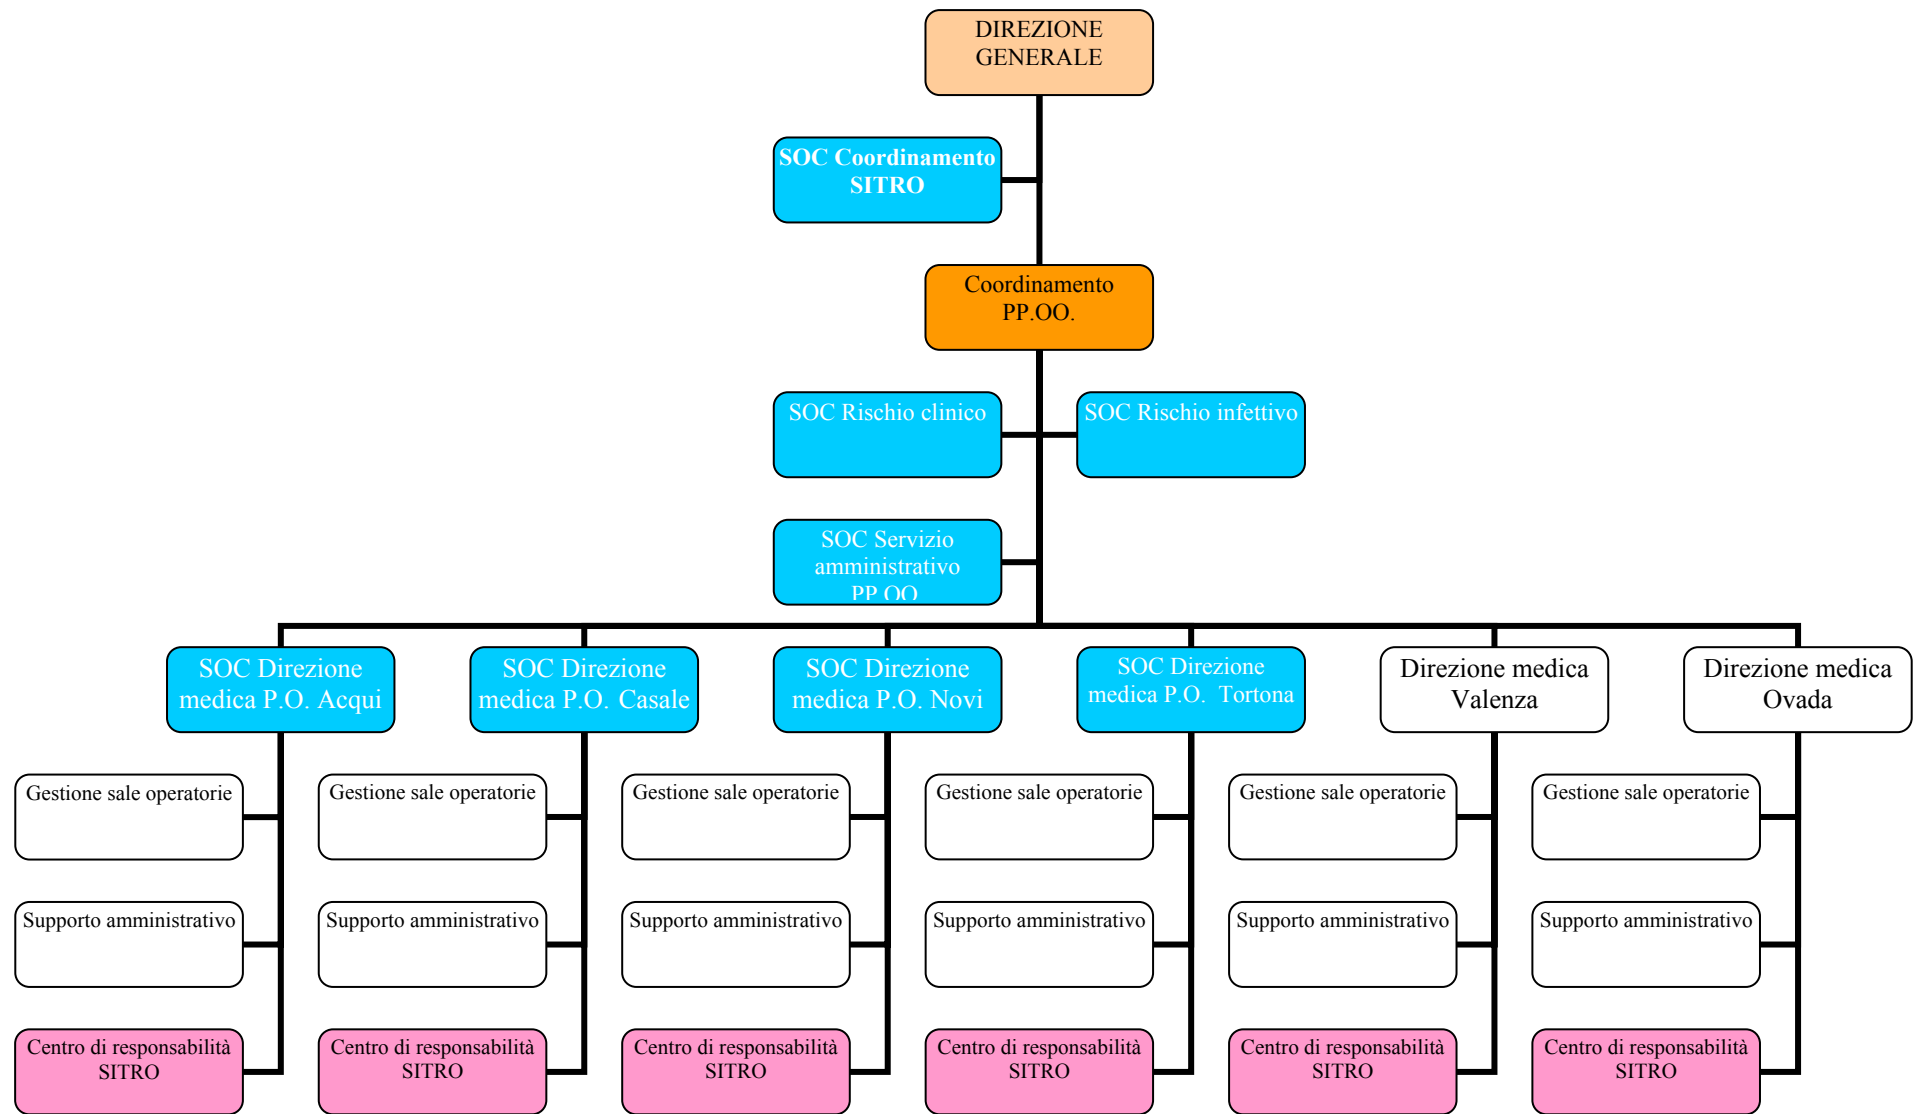 DIREZIONE
GENERALE
SOC Coordinamento
SITRO
Coordinamento
PP.OO.
SOC Rischio clinico
SOC Rischio infettivo
SOC Servizio
amministrativo
PP.OO.
SOC Direzione
medica P.O. Acqui
SOC Direzione
medica P.O. Casale
SOC Direzione
medica P.O. Novi
SOC Direzione
medica P.O. Tortona
Direzione medica
Valenza
Direzione medica
Ovada
Gestione sale operatorie
Gestione sale operatorie
Gestione sale operatorie
Gestione sale operatorie
Gestione sale operatorie
Gestione sale operatorie
Supporto amministrativo
Supporto amministrativo
Supporto amministrativo
Supporto amministrativo
Supporto amministrativo
Supporto amministrativo
Centro di responsabilità
SITRO
Centro di responsabilità
SITRO
Centro di responsabilità
SITRO
Centro di responsabilità
SITRO
Centro di responsabilità
SITRO
Centro di responsabilità
SITRO